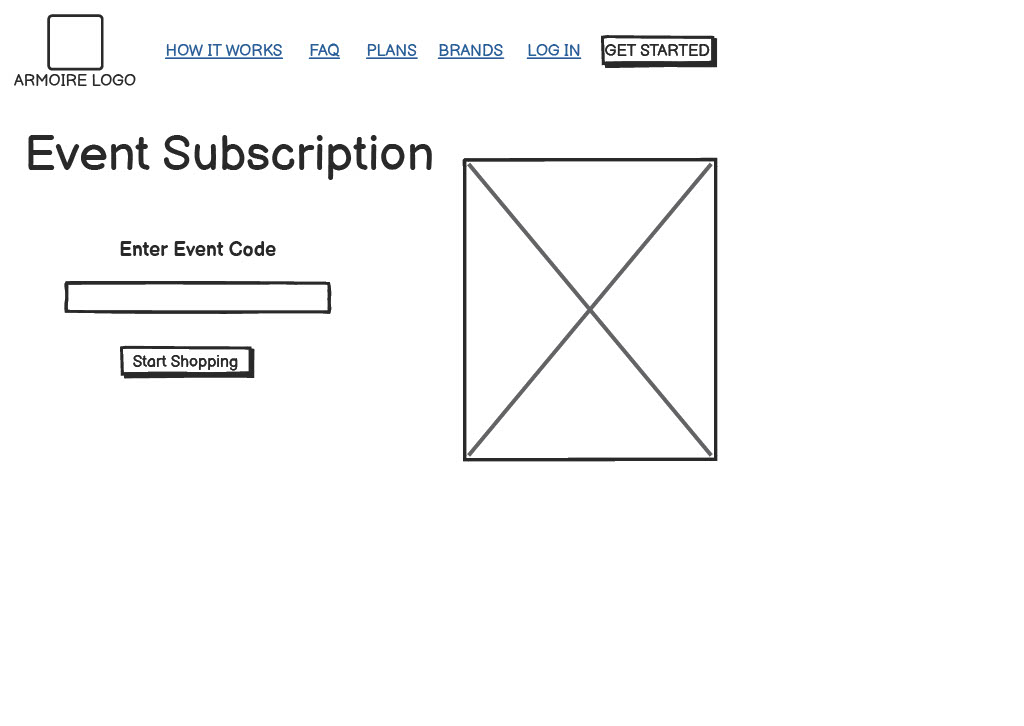 HOW IT WORKS FAQ PLANS BRANDS LOG IN GET STARTED
ARMOIRE LOGO
Event Subscription
Enter Event Code
Start Shopping